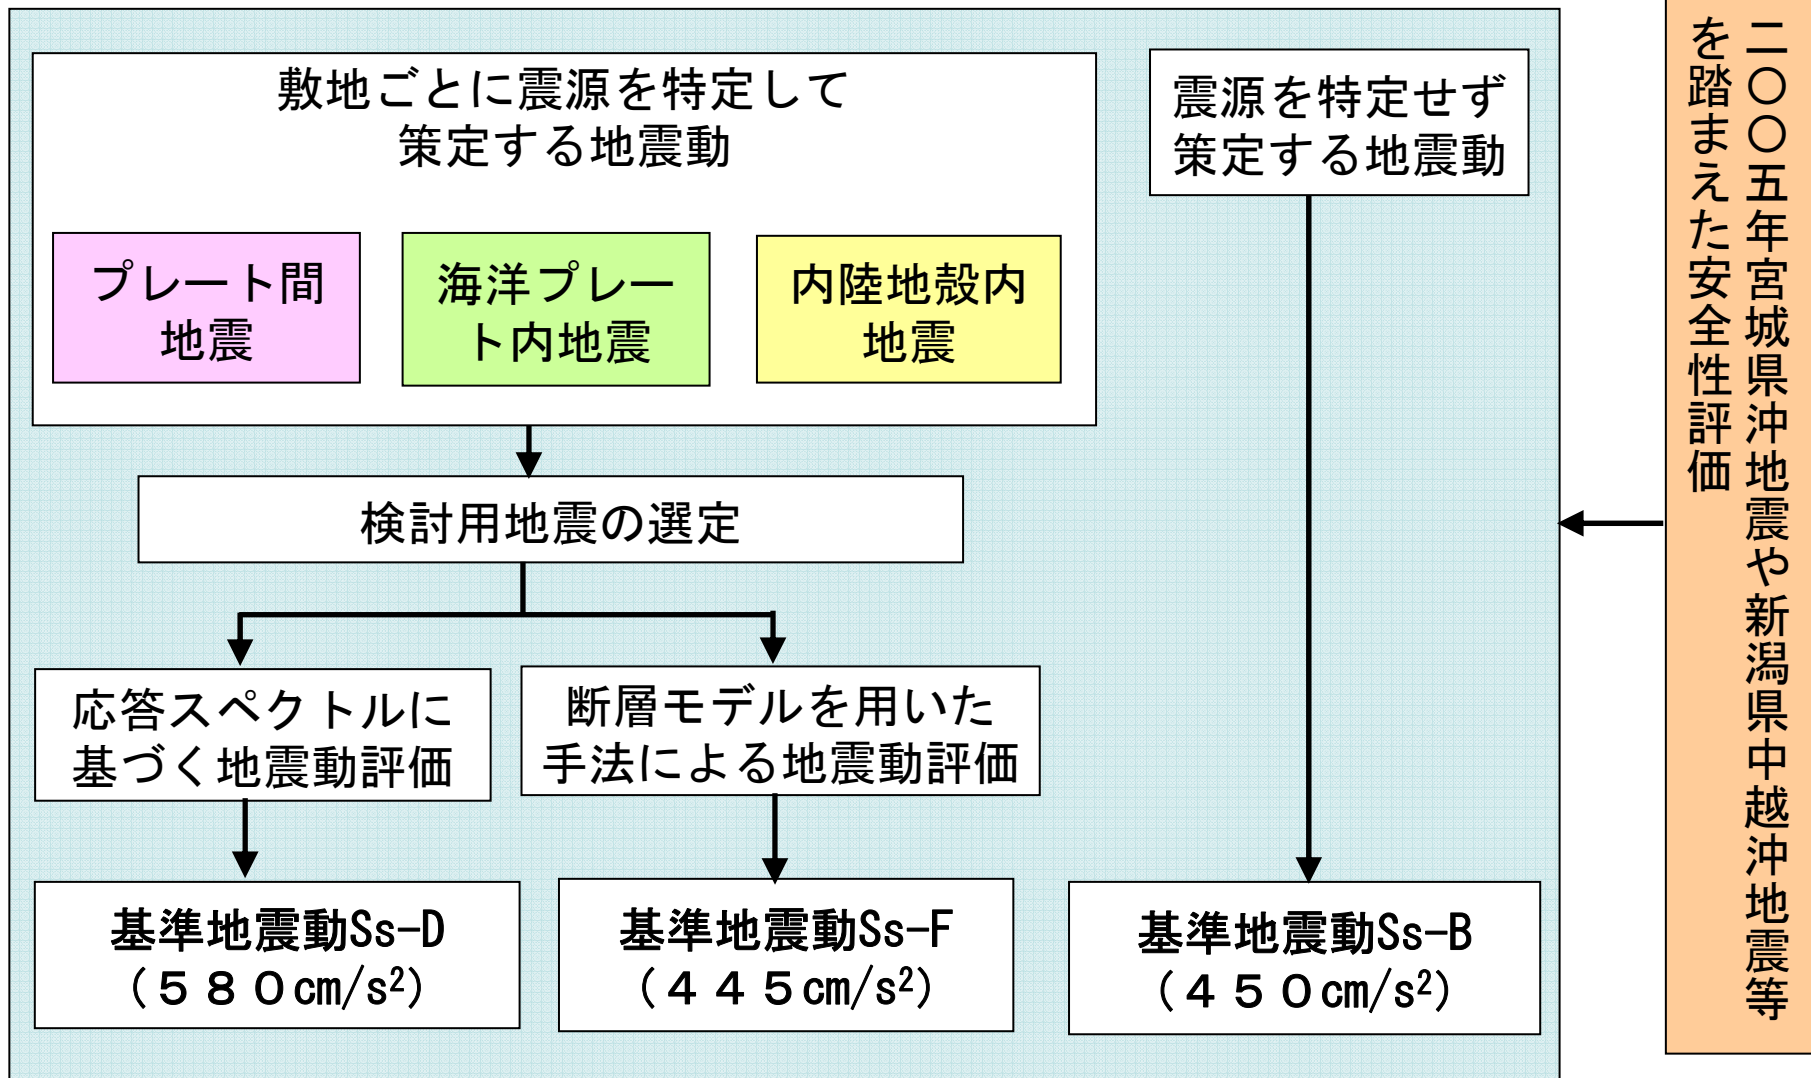 敷地ごとに震源を特定して
策定する地震動
プレート間
地震
海洋プレー
ト内地震
内陸地殻内
地震
震源を特定せず
策定する地震動
検討用地震の選定
応答スペクトルに
基づく地震動評価
断層モデルを用いた
手法による地震動評価
基準地震動Ss-D
(５８０cm/s²)
基準地震動Ss-F
(４４５cm/s²)
基準地震動Ss-B
(４５０cm/s²)
二〇〇五年宮城県沖地震や新潟県中越沖地震等
を踏まえた安全性評価